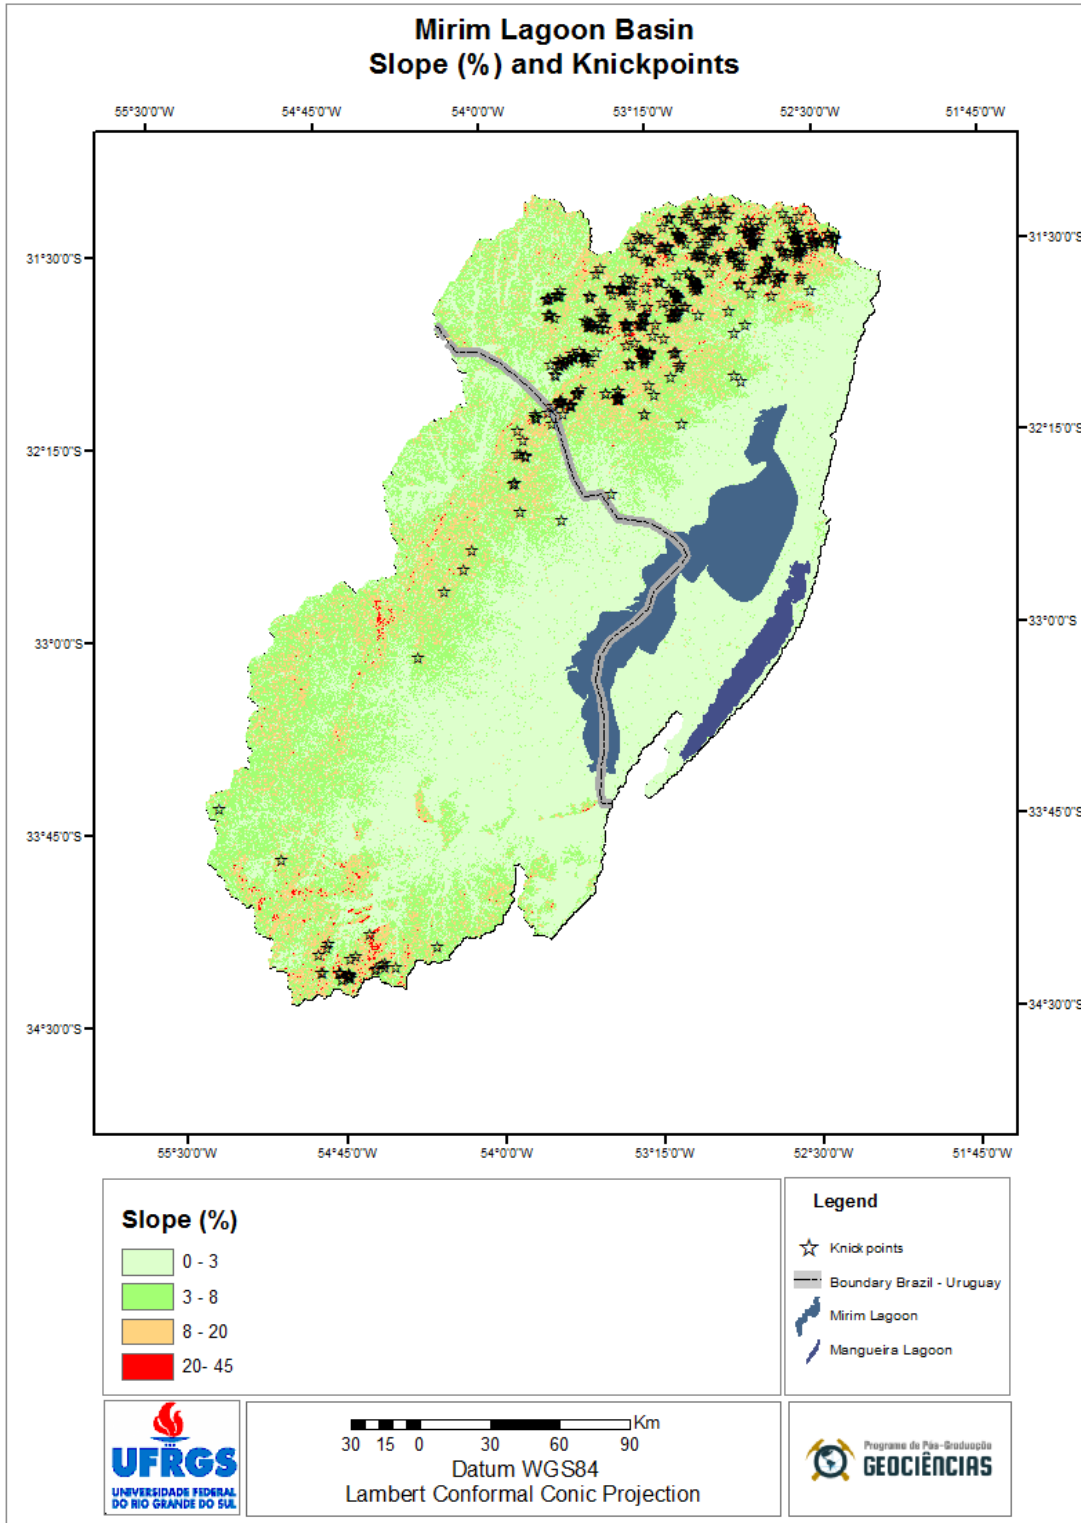 Mirim Lagoon Basin
Slope (%) and Knickpoints
55°30'0"W 54°45'0"W 54°0'0"W 53°15'0"W 52°30'0"W 51°45'0"W
31°30'0"S 31°30'0"S
32°15'0"S 32°15'0"S
33°0'0"S 33°0'0"S
33°45'0"S 33°45'0"S
34°30'0"S 34°30'0"S
55°30'0"W 54°45'0"W 54°0'0"W 53°15'0"W 52°30'0"W 51°45'0"W
Slope (%)
0 - 3
3 - 8
8 - 20
20- 45
Legend
Knickpoints
Boundary Brazil - Uruguay
Mirim Lagoon
Mangueira Lagoon
UFRGS
UNIVERSIDADE FEDERAL
DO RIO GRANDE DO SUL
Km
30 15 0 30 60 90
Datum WGS84
Lambert Conformal Conic Projection
Programa de Pós-Graduação
GEOCIÊNCIAS